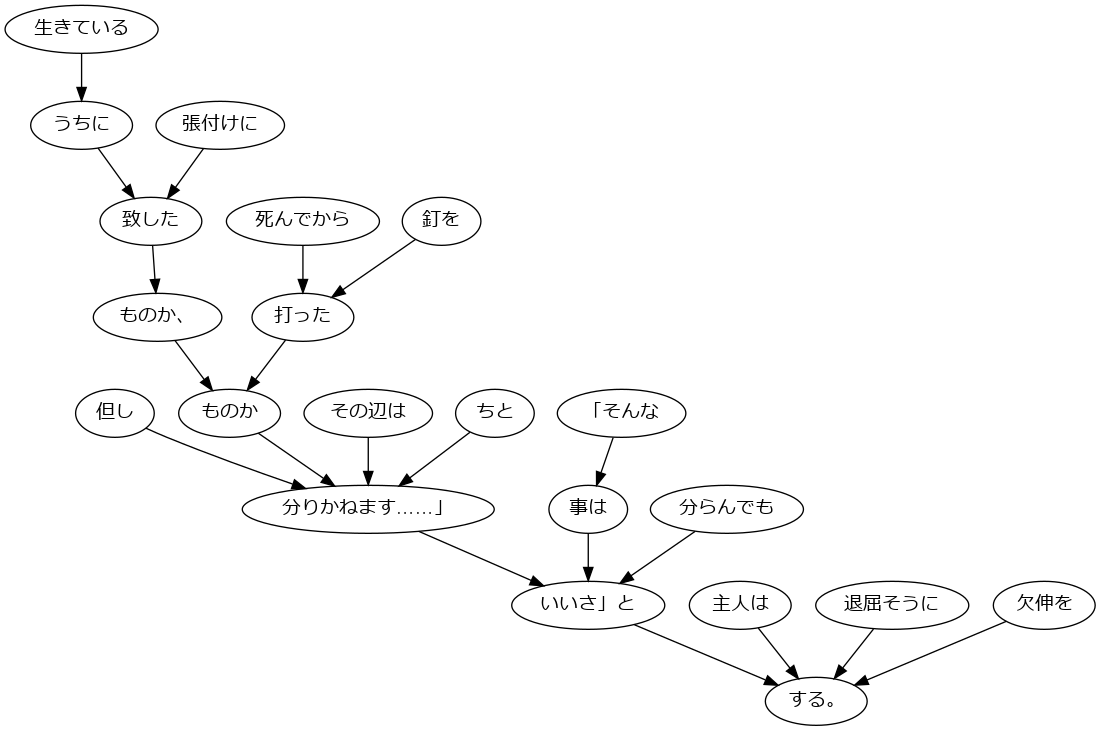 生きている
うちに
張付けに
致した
死んでから
釘を
ものか、
打った
但し
ものか
その辺は
ちと
「そんな
分りかねます……」
事は
分らんでも
いいさ」と
主人は
退屈そうに
欠伸を
する。